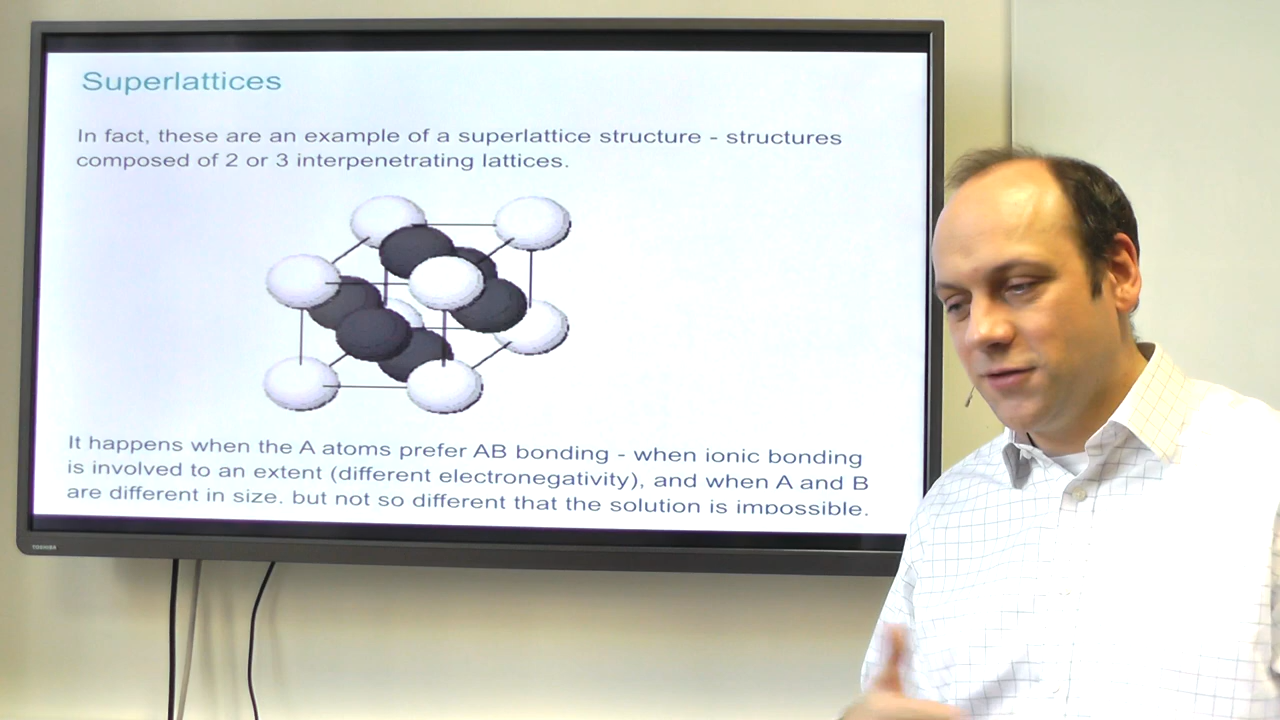 Superlattices
In fact, these are an example of a superlattice structure - structures
composed of 2 or 3 interpenetrating lattices.
It happens when the A atoms prefer AB bonding - when ionic bonding
is involved to an extent (different electronegativity), and when A and B
are different in size. but not so different that the solution is impossible.
TOSHIBA